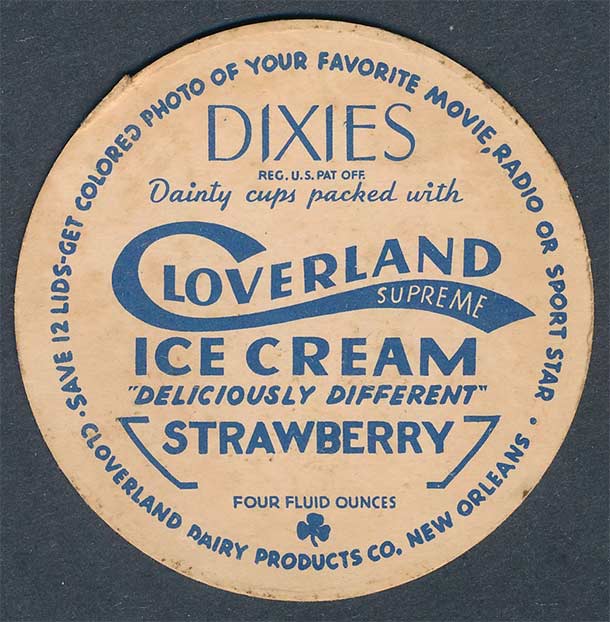 SAVE 12 LIDS-GET COLORED PHOTO OF YOUR FAVORITE MOVIE, RADIO OR SPORT STAR •
DIXIES
REG. U.S. PAT OFF.
Dainty cups packed with
CLOVERLAND
SUPREME
ICE CREAM
"DELICIOUSLY DIFFERENT"
STRAWBERRY
FOUR FLUID OUNCES
CLOVERLAND DAIRY PRODUCTS CO. NEW ORLEANS •